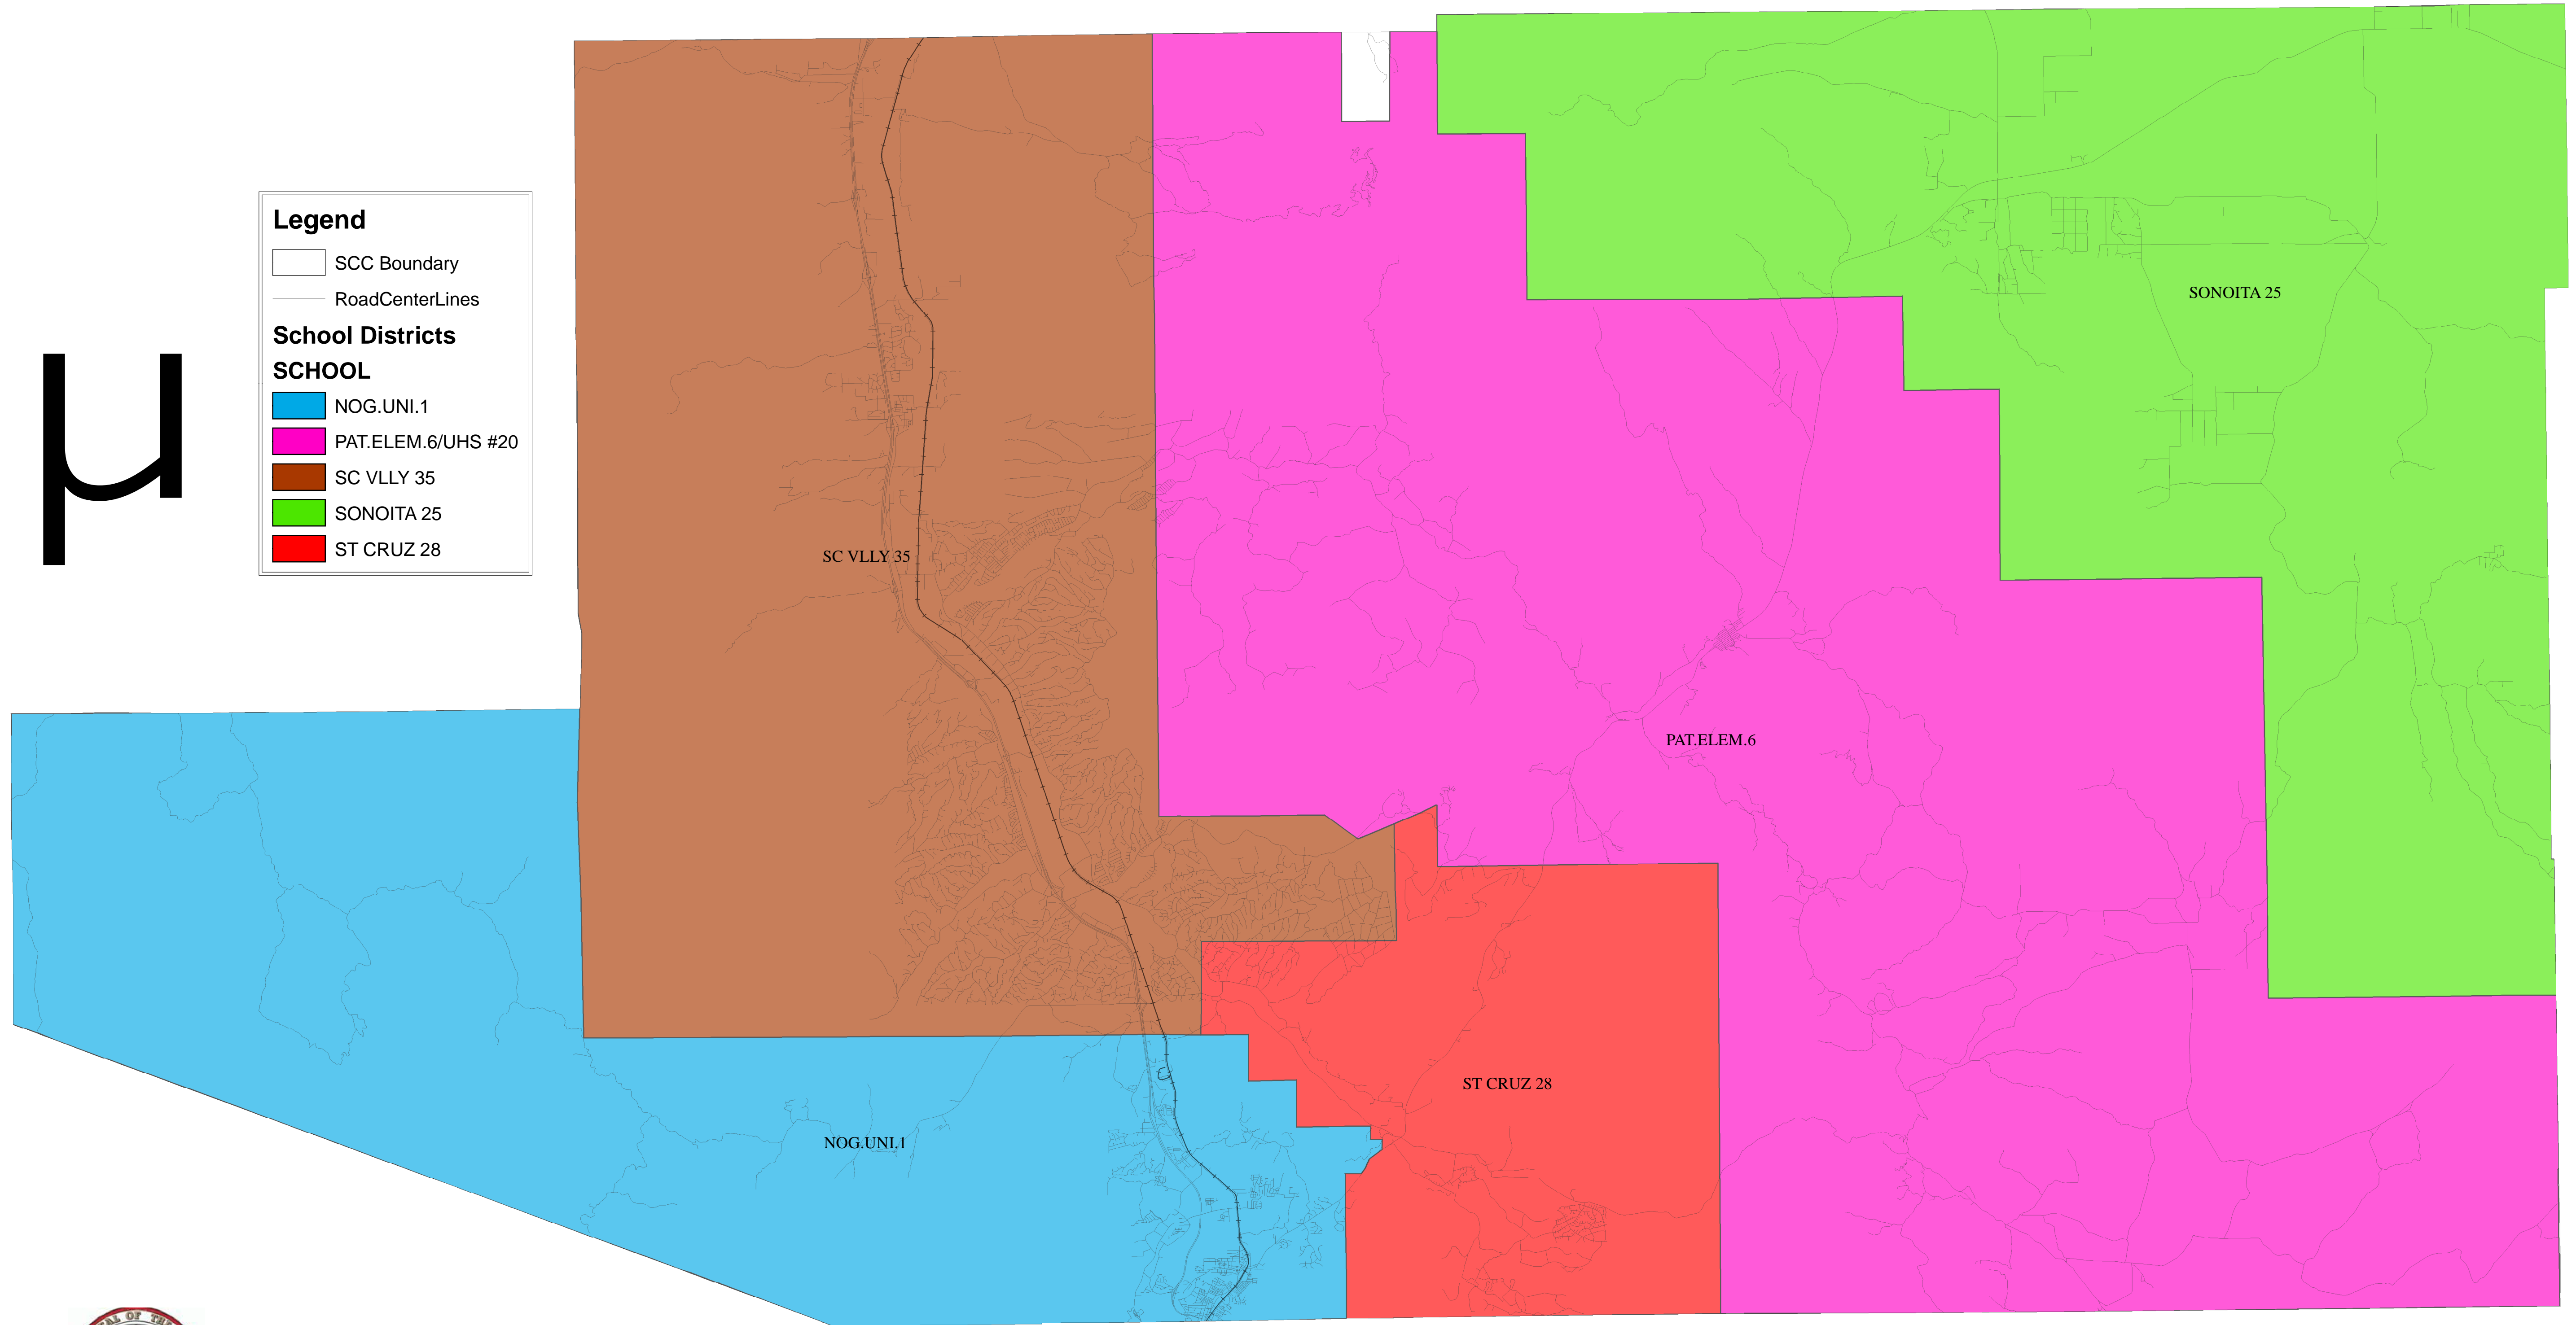 µ
Legend
SCC Boundary
RoadCenterLines
School Districts
SCHOOL
NOG.UNI.1
PAT.ELEM.6/UHS #20
SC VLLY 35
SONOITA 25
ST CRUZ 28
SONOITA 25
SC VLLY 35
PAT.ELEM.6
ST CRUZ 28
NOG.UNI.1
OF